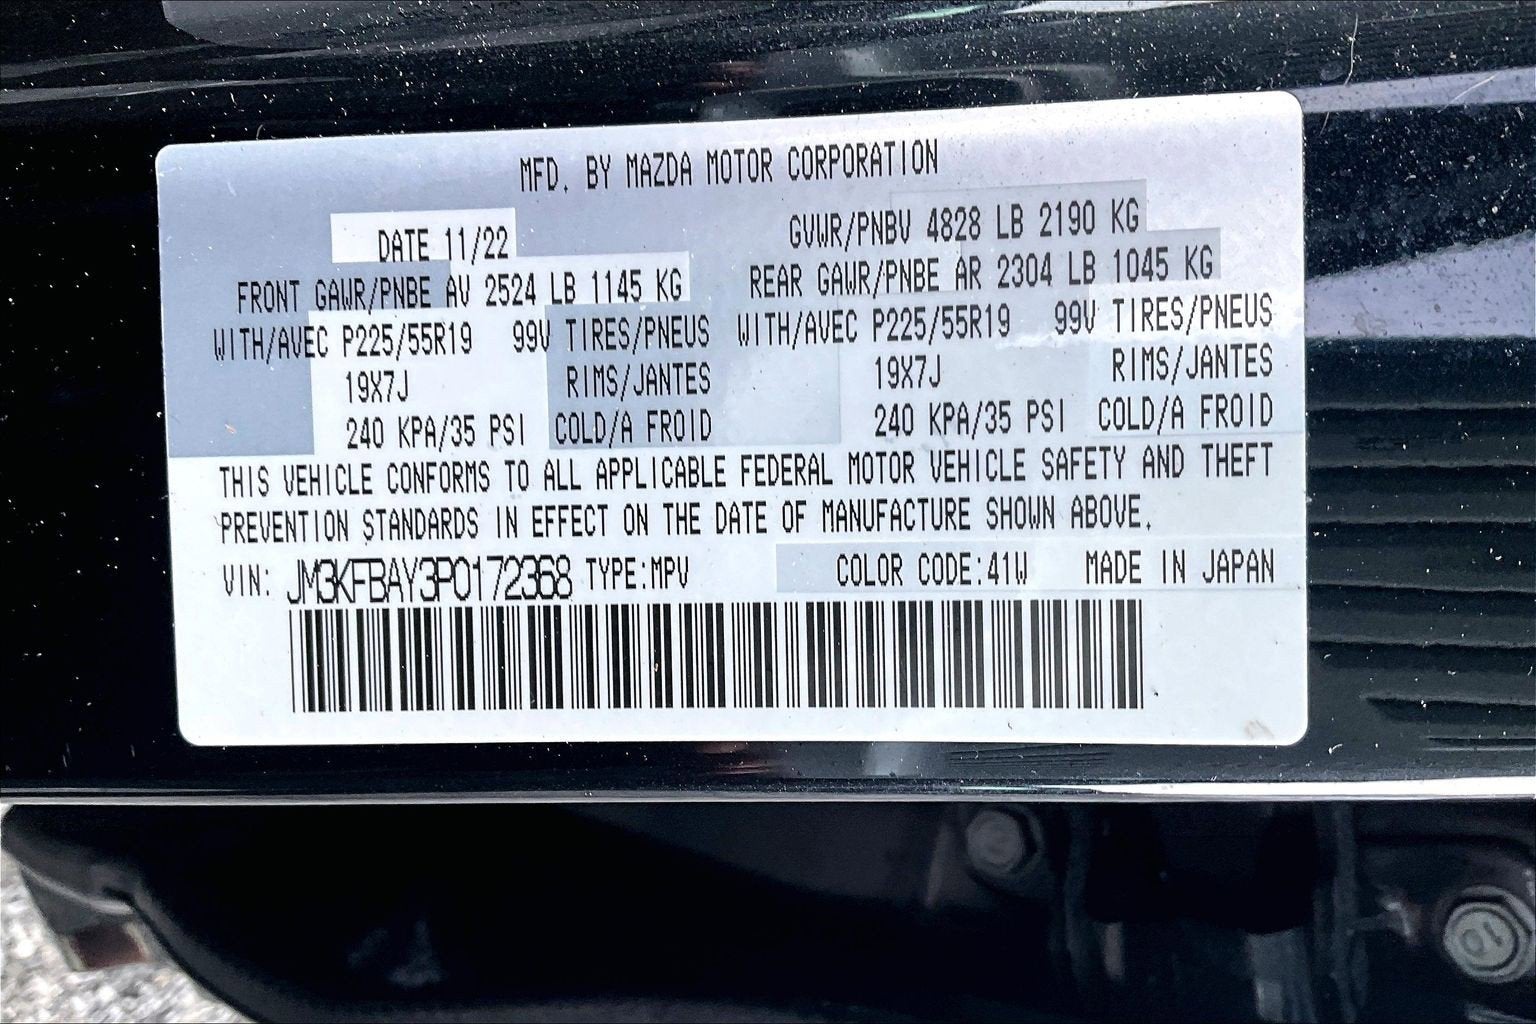 MFD. BY MAZDA MOTOR CORPORATION
DATE 11/22 GVWR/PNBV 4828 LB 2190 KG
FRONT GAWR/PNBE AV 2524 LB 1145 KG REAR GAWR/PNBE AR 2304 LB 1045 KG
WITH/AVEC P225/55R19 99V TIRES/PNEUS WITH/AVEC P225/55R19 99V TIRES/PNEUS
19X7J RIMS/JANTES 19X7J RIMS/JANTES
240 KPA/35 PSI COLD/A FROID 240 KPA/35 PSI COLD/A FROID
THIS VEHICLE CONFORMS TO ALL APPLICABLE FEDERAL MOTOR VEHICLE SAFETY AND THEFT
PREVENTION STANDARDS IN EFFECT ON THE DATE OF MANUFACTURE SHOWN ABOVE.
VIN: JM3KFBAY3P0172368 TYPE:MPV COLOR CODE:41W MADE IN JAPAN